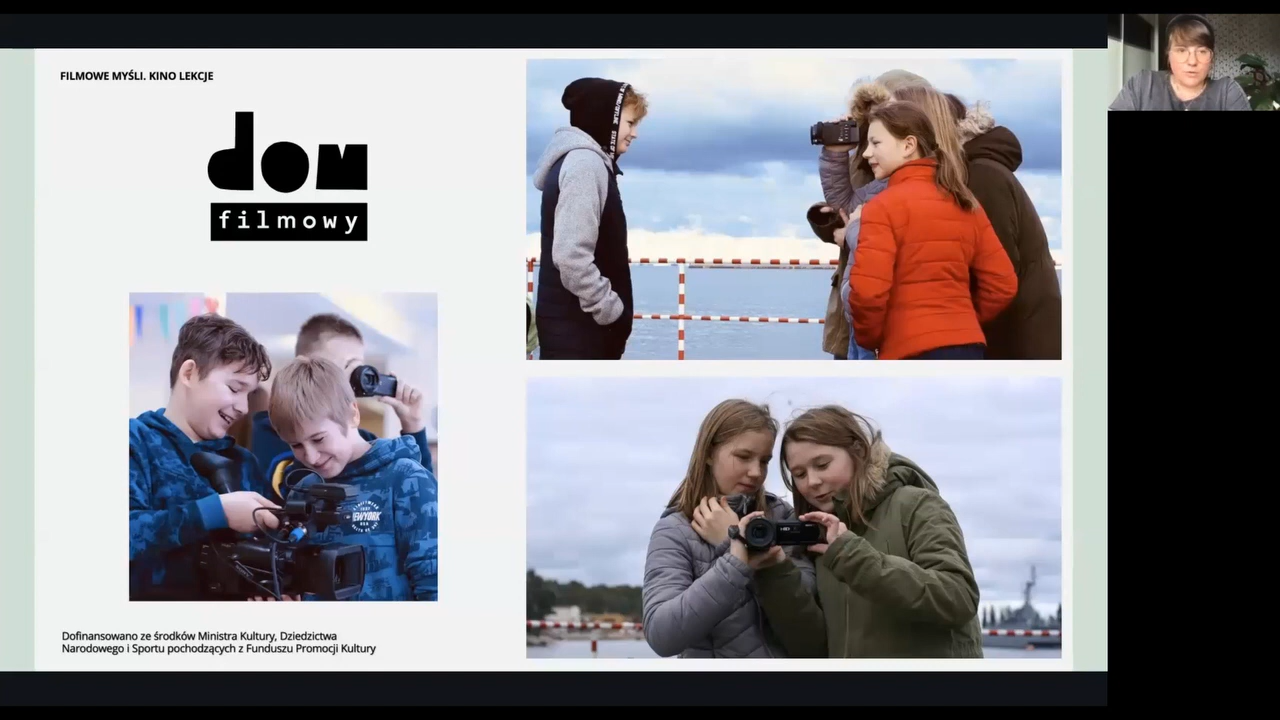 FILMOWE MYŚLI. KINO LEKCJE
dom
filmowy
Dofinansowano ze środków Ministra Kultury, Dziedzictwa
Narodowego i Sportu pochodzących z Funduszu Promocji Kultury